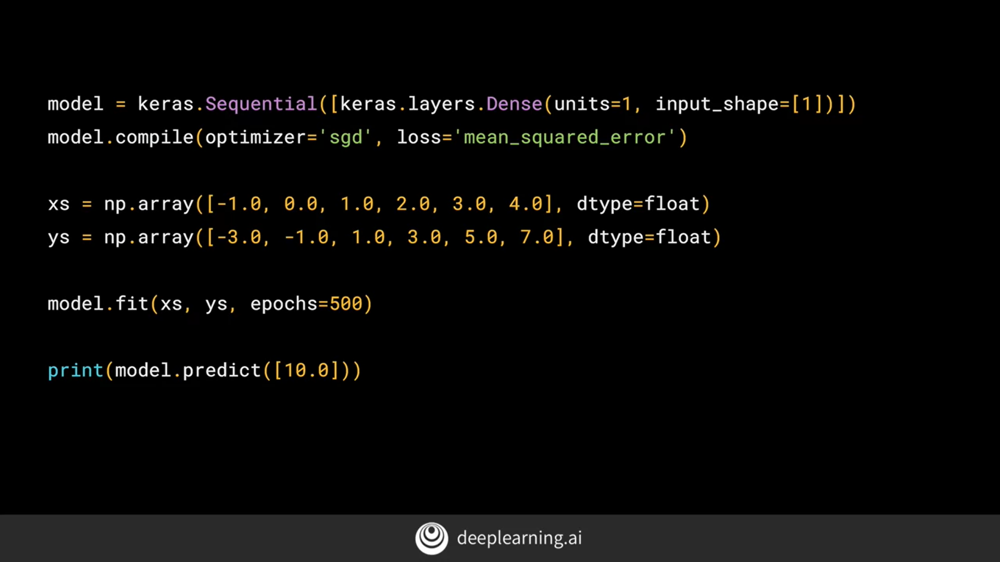 model = keras.Sequential([keras.layers.Dense(units=1, input_shape=[1])])
model.compile(optimizer='sgd', loss='mean_squared_error')
xs = np.array([-1.0, 0.0, 1.0, 2.0, 3.0, 4.0], dtype=float)
ys = np.array([-3.0, -1.0, 1.0, 3.0, 5.0, 7.0], dtype=float)
model.fit(xs, ys, epochs=500)
print(model.predict([10.0]))
deeplearning.ai